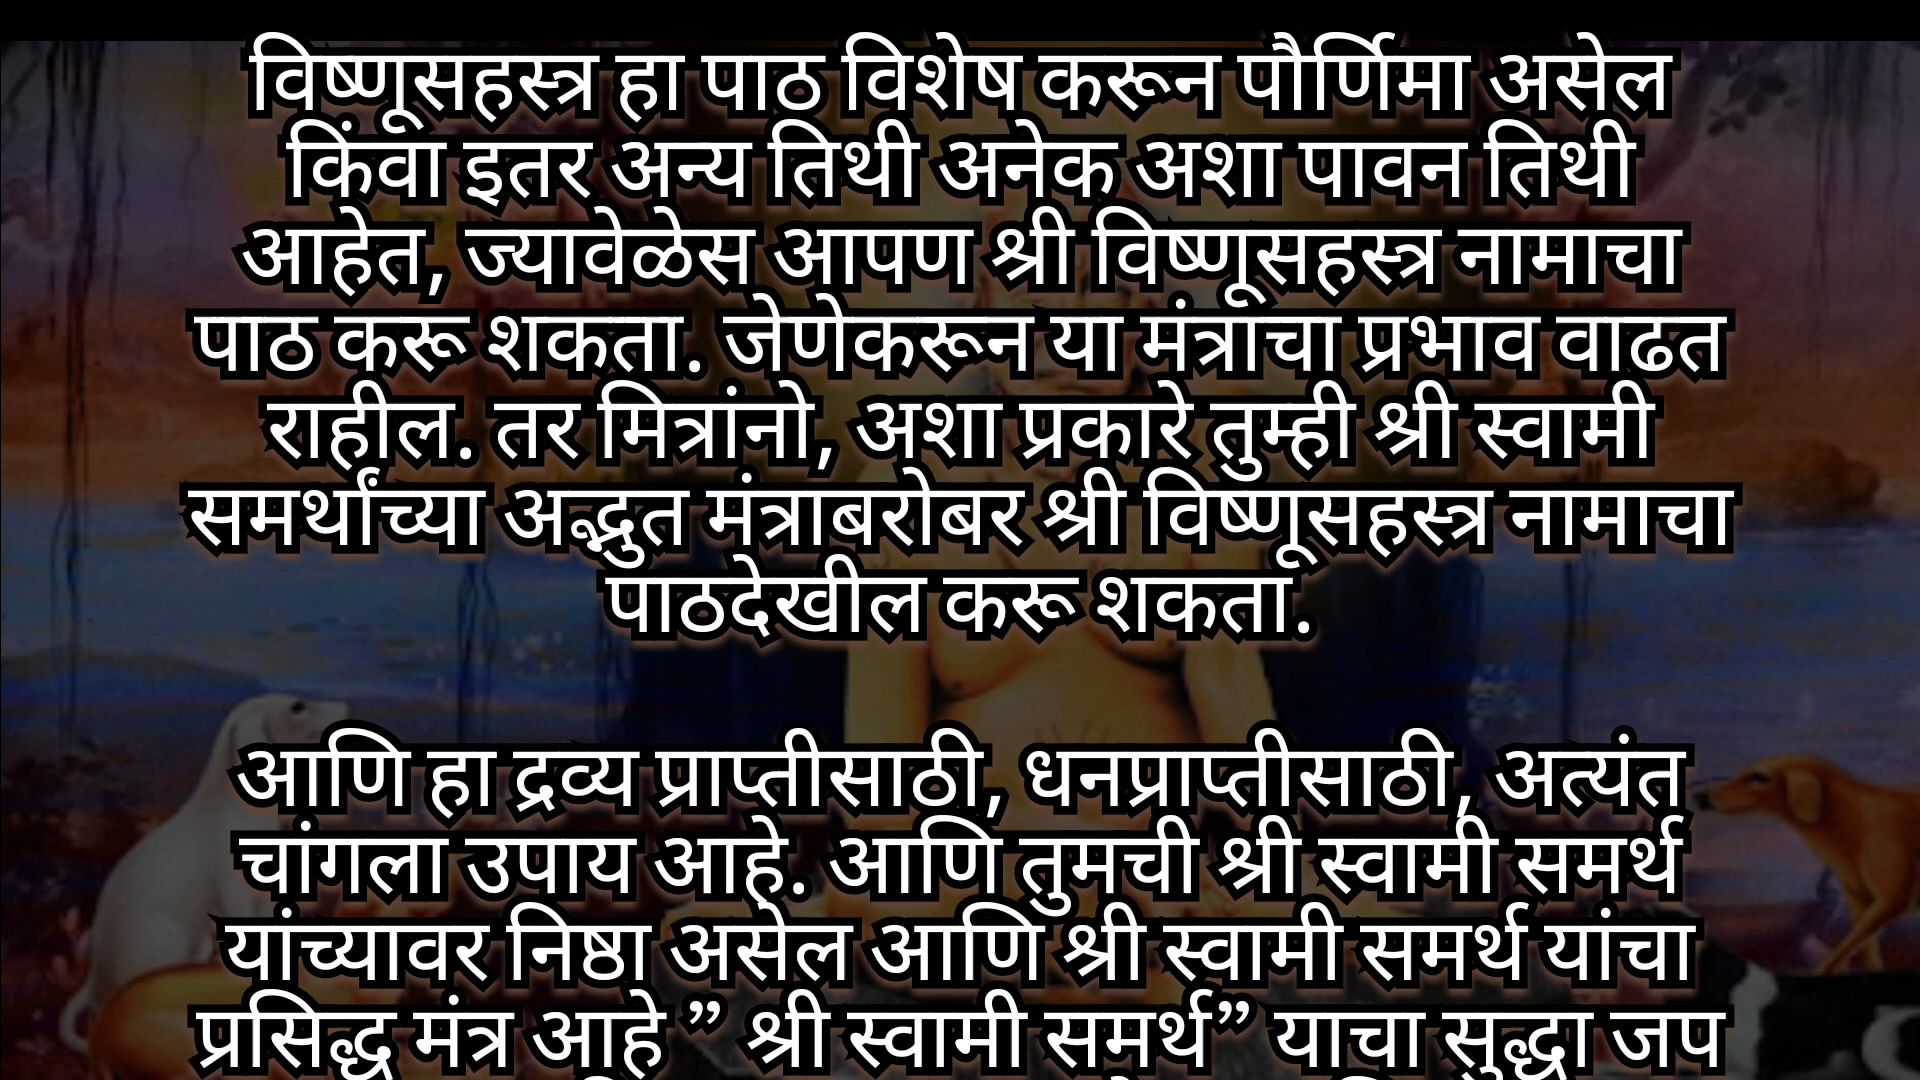 विष्णूसहस्त्र हा पाठ विशेष करून पौर्णिमा असेल
किंवा इतर अन्य तिथी अनेक अशा पावन तिथी
आहेत, ज्यावेळेस आपण श्री विष्णूसहस्त्र नामाचा
पाठ करू शकता. जेणेकरून या मंत्राचा प्रभाव वाढत
राहील. तर मित्रांनो, अशा प्रकारे तुम्ही श्री स्वामी
समर्थांच्या अद्भुत मंत्राबरोबर श्री विष्णूसहस्त्र नामाचा
पाठदेखील करू शकता.
आणि हा द्रव्य प्राप्तीसाठी, धनप्राप्तीसाठी, अत्यंत
चांगला उपाय आहे. आणि तुमची श्री स्वामी समर्थ
यांच्यावर निष्ठा असेल आणि श्री स्वामी समर्थ यांचा
प्रसिद्ध मंत्र आहे ” श्री स्वामी समर्थ” याचा सुद्धा जप